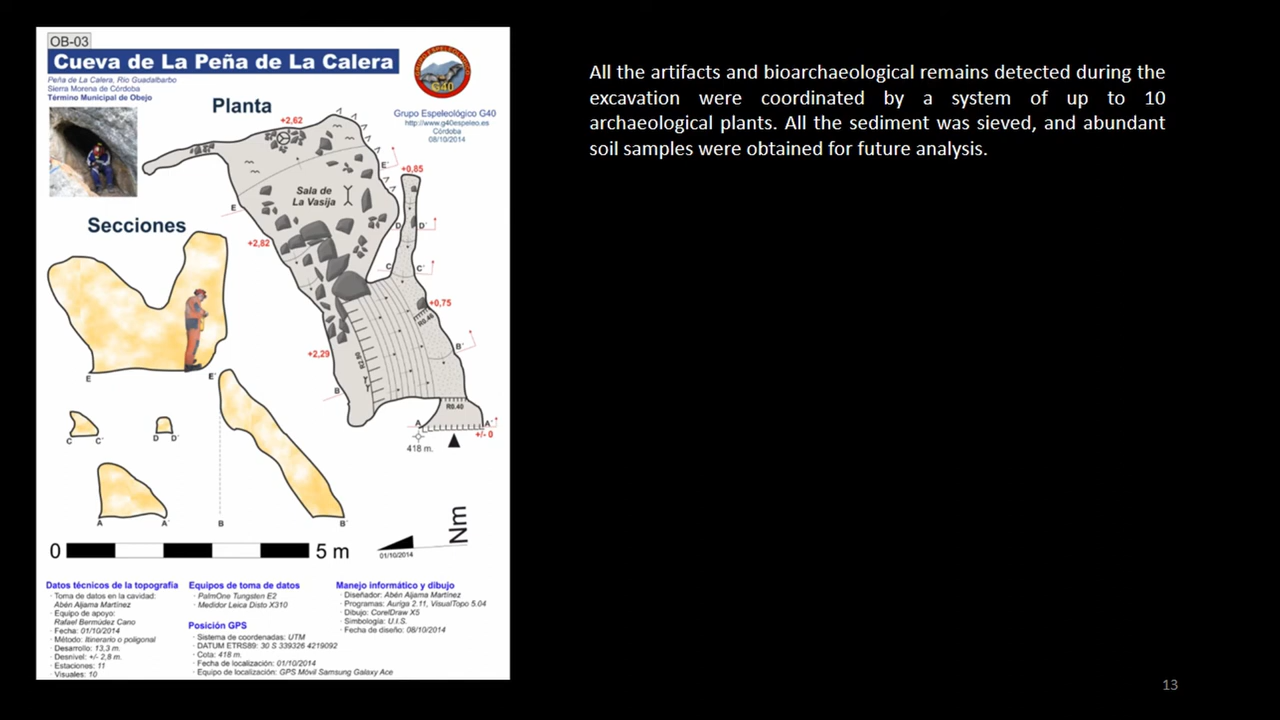 OB-03
Cueva de La Peña de La Calera
Peña de La Calera, Río Guadalbarbo
Sierra Morena de Córdoba
Término Municipal de Obejo
GRUPO ESPELEOLOGICO
G40
Grupo Espeleológico G40
http://www.g40espeleo.es
Córdoba
08/10/2014
Planta
+2,62
E´
+0,85
Sala de
La Vasija
E
D
D´
+2,82
C
C´
+0,75
R0.46
B´
+2,29
R2.90
B
R0.40
A
A´
+/- 0
418 m.
Secciones
E
E´
C
C´
D
D´
A
A´
B
B´
0
5 m
Nm
01/10/2014
Datos técnicos de la topografía
· Toma de datos en la cavidad:
Abén Aljama Martínez
· Equipo de apoyo:
Rafael Bermúdez Cano
· Fecha: 01/10/2014
· Método: Itinerario o poligonal
· Desarrollo: 13,3 m.
· Desnivel: +/- 2,8 m.
· Estaciones: 11
· Visuales: 10
Equipos de toma de datos
· PalmOne Tungsten E2
· Medidor Leica Disto X310
Posición GPS
· Sistema de coordenadas: UTM
· DATUM ETRS89: 30 S 339326 4219092
· Cota: 418 m.
· Fecha de localización: 01/10/2014
· Equipo de localización: GPS Móvil Samsung Galaxy Ace
Manejo informático y dibujo
· Diseñador: Abén Aljama Martínez
· Programas: Auriga 2.11, VisualTopo 5.04
· Dibujo: CorelDraw X5
· Simbología: U.I.S.
· Fecha de diseño: 08/10/2014
All the artifacts and bioarchaeological remains detected during the
excavation were coordinated by a system of up to 10
archaeological plants. All the sediment was sieved, and abundant
soil samples were obtained for future analysis.
13